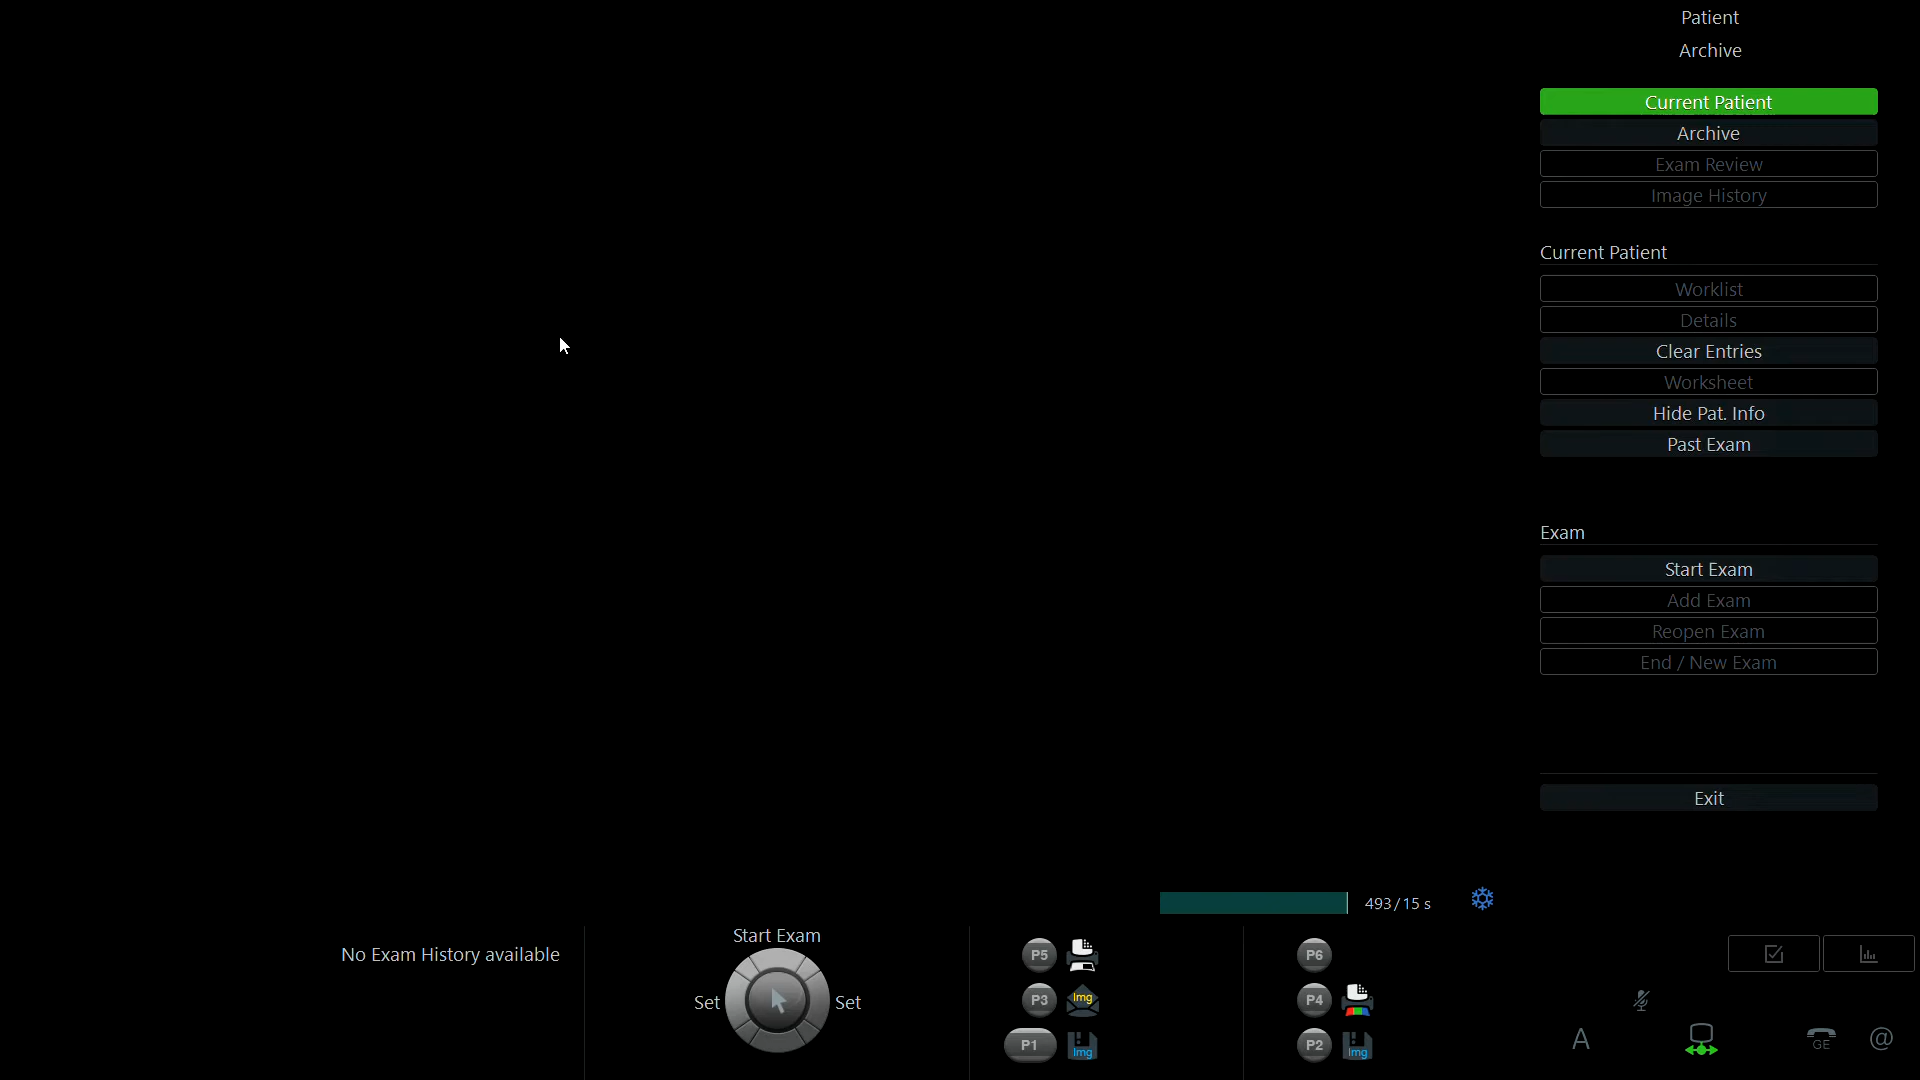 Patient
Archive
Current Patient
Archive
Exam Review
Image History
Current Patient
Worklist
Details
Clear Entries
Worksheet
Hide Pat. Info
Past Exam
Exam
Start Exam
Add Exam
Reopen Exam
End / New Exam
Exit
493/15 s
No Exam History available
Start Exam
Set
Set
P5
P3
Img
P1
Img
P6
P4
P2
Img
A
GE
@